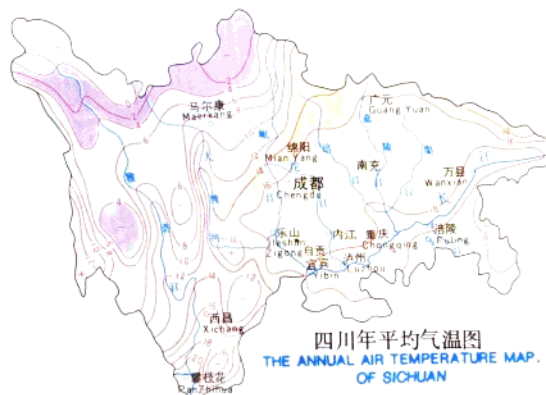 马尔康
Maerkang
广元
Guang Yuan
绵阳
Mian Yang
南充
成都
Chengdu
万县
Wanxian
乐山
Leshan
自贡
Zigong
内江
重庆
Chongqing
涪陵
Fuling
宜宾
Yibin
泸州
Luzhou
西昌
Xichang
攀枝花
PanZhihua
四川年平均气温图
THE ANNUAL AIR TEMPERATURE MAP.
OF SICHUAN